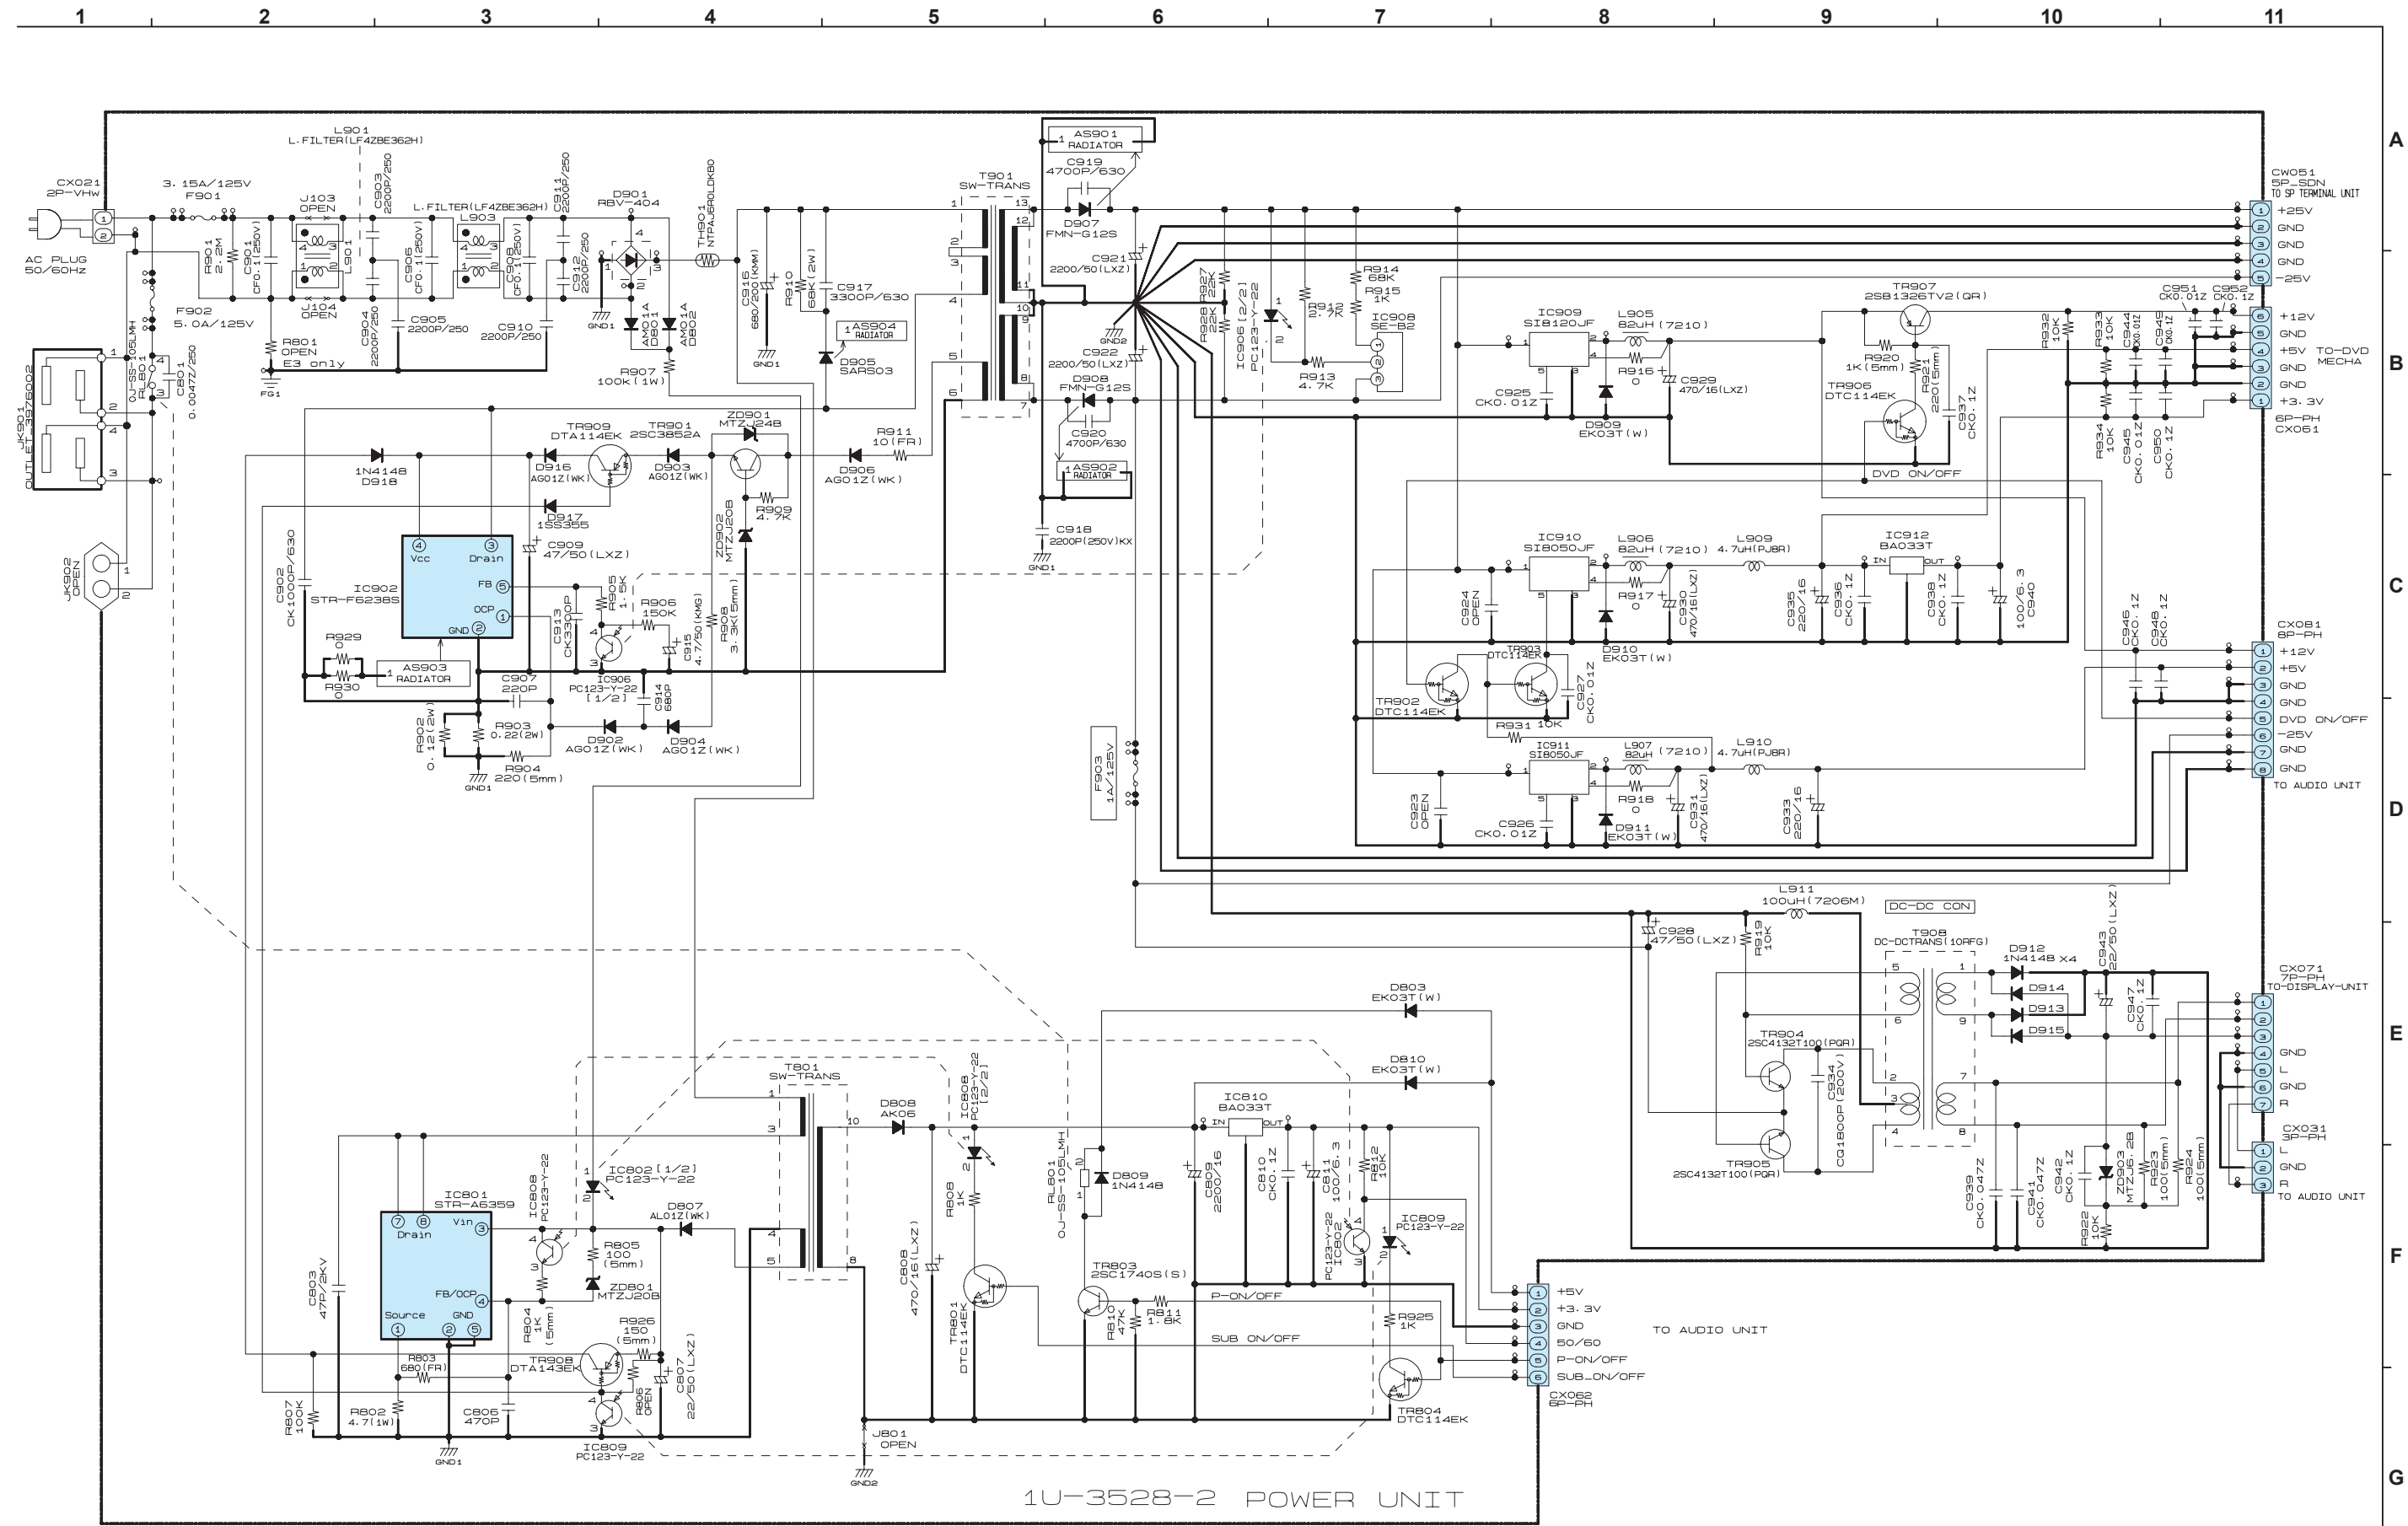 1 2 3 4 5 6 7 8 9 10 11
A
B
C
D
E
F
G
CX021
2P-VHW
AC PLUG
50/60Hz
3.15A/125V
F901
F902
5.0A/125V
L901
L.FILTER(LF4ZBE362H)
J103
OPEN
J104
OPEN
L901
R901
2.2M
C901
CF0.1(250V)
R801
OPEN
E3 only
FG1
C903
2200P/250
C904
2200P/250
C905
2200P/250
C906
CF0.1(250V)
L.FILTER(LF4ZBE362H)
L903
C908
CF0.1(250V)
C910
2200P/250
C911
2200P/250
C912
2200P/250
D901
RBV-404
GND1
AM01A
D801
AM01A
D802
R907
100k(1W)
TH901
NTPAJ6R0LDKB0
C916
680/200(KMM)
GND1
R910
68K(2W)
C917
3300P/630
AS904
RADIATOR
D905
SARS03
T901
SW-TRANS
AS901
RADIATOR
C919
4700P/630
D907
FMN-G12S
C921
2200/50(LXZ)
GND2
C922
2200/50(LXZ)
D908
FMN-G12S
C920
4700P/630
AS902
RADIATOR
C918
2200P(250V)KX
GND1
R927
22K
R928
22K
IC906 [2/2]
PC123-Y-22
R912
2.7K
R913
4.7K
R914
68K
R915
1K
IC908
SE-B2
IC909
SI8120JF
L905
82uH (7210)
R916
0
C925
CK0.01Z
D909
EK03T(W)
C929
470/16(LXZ)
TR907
2SB1326TV2(QR)
R920
1K(5mm)
R921
220(5mm)
TR906
DTC114EK
C937
CK0.1Z
DVD ON/OFF
R932
10K
R933
10K
R934
10K
C944
CK0.01Z
C949
CK0.1Z
C945
CK0.01Z
C950
CK0.1Z
C951
CK0.01Z
C952
CK0.1Z
CW051
5P_SDN
TO SP TERMINAL UNIT
+25V
GND
GND
GND
-25V
+12V
GND
+5V
GND
GND
+3.3V
TO-DVD
MECHA
6P-PH
CX061
JK901
OUTLET-3976002
OJ-SS-105LMH
RL801
C801
0.0047Z/250
JK902
OPEN
1N4148
D918
TR909
DTA114EK
D916
AG01Z(WK)
D917
1SS355
TR901
2SC3852A
D903
AG01Z(WK)
ZD901
MTZJ24B
R909
4.7K
ZD902
MTZJ20B
D906
AG01Z(WK)
R911
10(FR)
C902
CK1000P/630
IC902
STR-F6238S
Vcc
Drain
FB
OCP
GND
C909
47/50(LXZ)
C913
CK3300P
R905
1.5K
R906
150K
C915
4.7/50(KMG)
R908
3.3K(5mm)
IC906
PC123-Y-22
[1/2]
C914
680P
R929
0
R930
0
AS903
RADIATOR
C907
220P
R902
0.12(2W)
R903
0.22(2W)
R904
220(5mm)
GND1
D902
AG01Z(WK)
D904
AG01Z(WK)
F903
1A/125V
IC910
SI8050JF
L906
82uH (7210)
R917
0
C924
OPEN
D910
EK03T(W)
C930
470/16(LXZ)
L909
4.7uH(PJ8R)
C935
220/16
C936
CK0.1Z
IC912
BA033T
IN
OUT
C938
CK0.1Z
C940
100/6.3
C946
CK0.1Z
C948
CK0.1Z
TR902
DTC114EK
TR903
DTC114EK
C927
CK0.01Z
R931
10K
IC911
SI8050JF
L907
82uH
(7210)
R918
0
C923
OPEN
C926
CK0.01Z
D911
EK03T(W)
C931
470/16(LXZ)
L910
4.7uH(PJ8R)
C933
220/16
CX081
8P-PH
+12V
+5V
GND
GND
DVD ON/OFF
-25V
GND
GND
TO AUDIO UNIT
L911
100uH(7206M)
DC-DC CON
C928
47/50(LXZ)
R919
10K
T908
DC-DCTRANS(10RFG)
TR904
2SC4132T100(PQR)
TR905
2SC4132T100(PQR)
C934
CQ1800P(200V)
D912
1N4148 X4
D914
D913
D915
C943
22/50(LXZ)
C947
CK0.1Z
C939
CK0.047Z
C941
CK0.047Z
C942
CK0.1Z
ZD903
MTZJ6.2B
R922
10K
R923
100(5mm)
R924
100(5mm)
CX071
7P-PH
TO-DISPLAY-UNIT
GND
L
GND
R
CX031
3P-PH
L
GND
R
TO AUDIO UNIT
T801
SW-TRANS
IC801
STR-A6359
Drain
Vin
FB/OCP
Source
GND
C803
47P/2KV
IC808
PC123-Y-22
IC802 [1/2]
PC123-Y-22
R805
100
(5mm)
ZD801
MTZJ20B
R804
1K
(5mm)
D807
AL01Z(WK)
R926
150
(5mm)
TR908
DTA143EK
R806
OPEN
C807
22/50(LXZ)
R803
680(FR)
R802
4.7(1W)
R807
100K
C806
470P
GND1
IC809
PC123-Y-22
D808
AK06
IC808
PC123-Y-22
[2/2]
R808
1K
C808
470/16(LXZ)
TR801
DTC114EK
J801
OPEN
GND2
D803
EK03T(W)
D810
EK03T(W)
OJ-SS-105LMH
RL801
D809
1N4148
TR803
2SC1740S(S)
R810
47K
R811
1.8K
P-ON/OFF
SUB ON/OFF
IC810
BA033T
IN
OUT
C809
2200/16
C810
CK0.1Z
C811
100/6.3
R812
10K
PC123-Y-22
IC802
IC809
PC123-Y-22
R925
1K
TR804
DTC114EK
+5V
+3.3V
GND
50/60
P-ON/OFF
SUB_ON/OFF
CX062
6P-PH
TO AUDIO UNIT
1U-3528-2 POWER UNIT